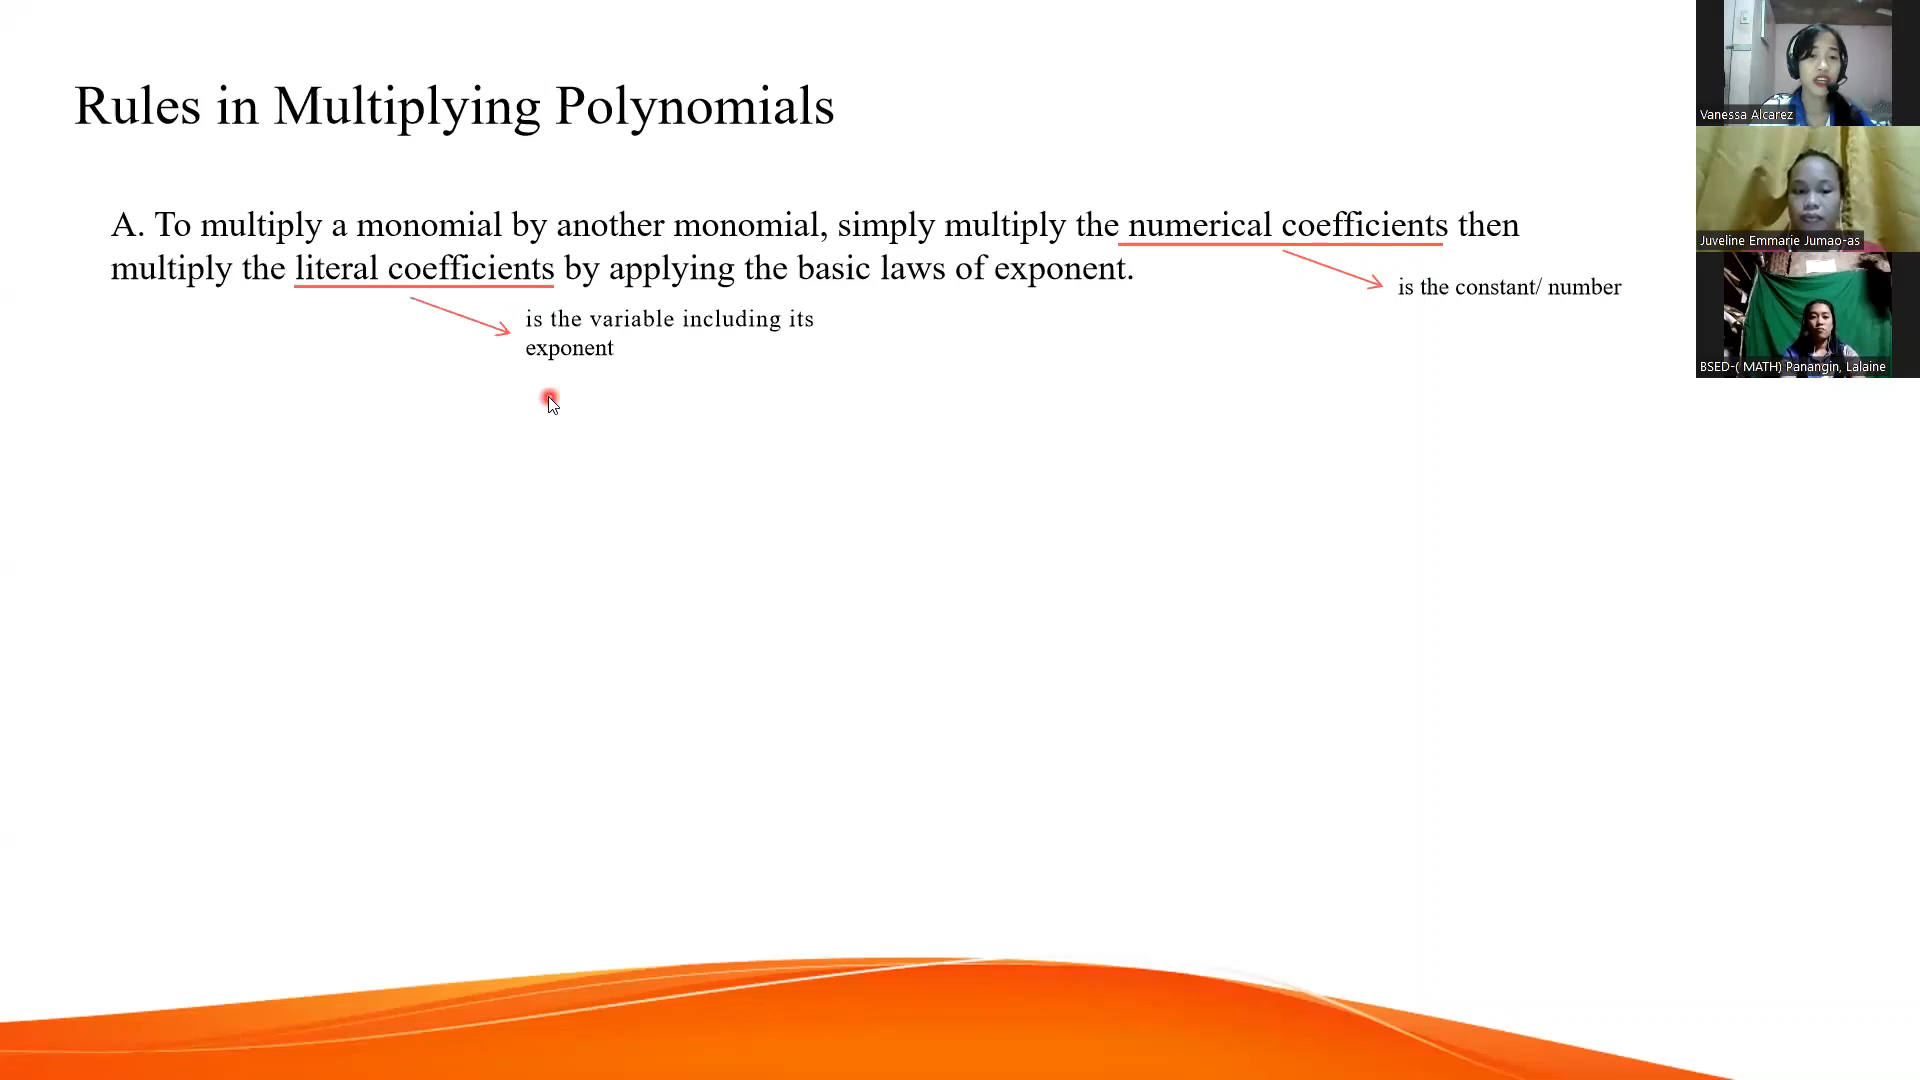 Rules in Multiplying Polynomials
A. To multiply a monomial by another monomial, simply multiply the numerical coefficients then
multiply the literal coefficients by applying the basic laws of exponent.
is the constant/ number
is the variable including its
exponent
Vanessa Alcarez
Juveline Emmarie Jumao-as
BSED-( MATH) Panangin, Lalaine